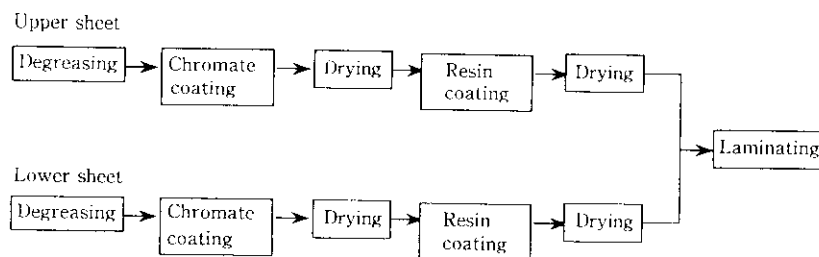 Upper sheet
Degreasing
Chromate
coating
Drying
Resin
coating
Drying
Laminating
Lower sheet
Degreasing
Chromate
coating
Drying
Resin
coating
Drying